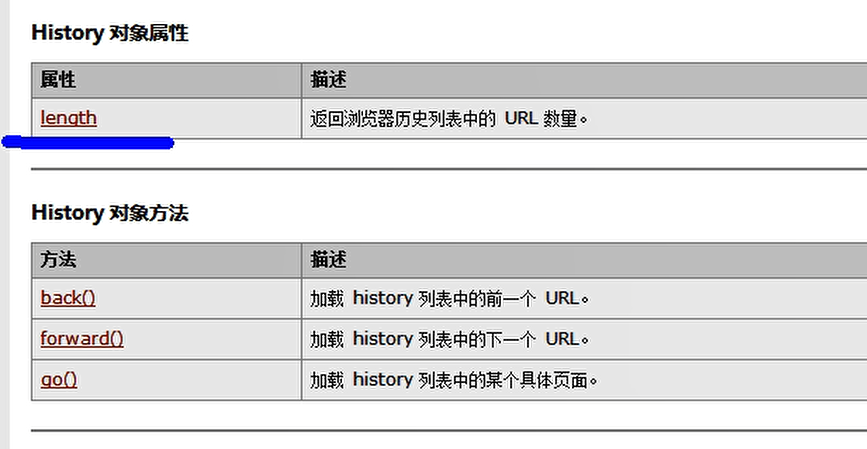 History 对象属性
属性 描述
length 返回浏览器历史列表中的 URL 数量。
History 对象方法
方法 描述
back() 加载 history 列表中的前一个 URL。
forward() 加载 history 列表中的下一个 URL。
go() 加载 history 列表中的某个具体页面。